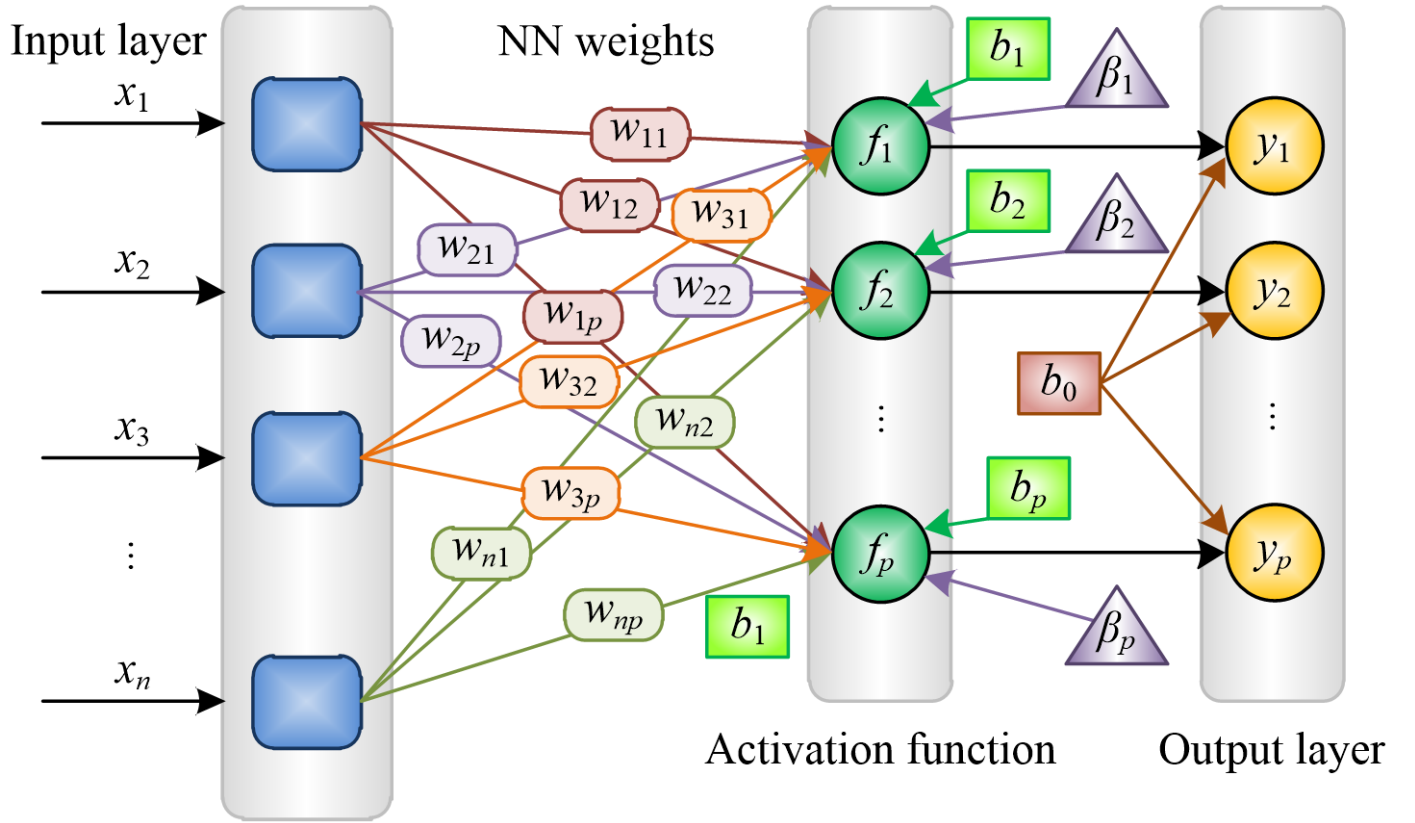 Input layer
NN weights
x1
x2
x3
⋮
xn
w11
w12
w31
w21
w22
w1p
w2p
w32
wn2
w3p
wn1
wnp
b1
b1
β1
f1
y1
b2
β2
f2
y2
b0
⋮
⋮
bp
fp
yp
βp
Activation function
Output layer